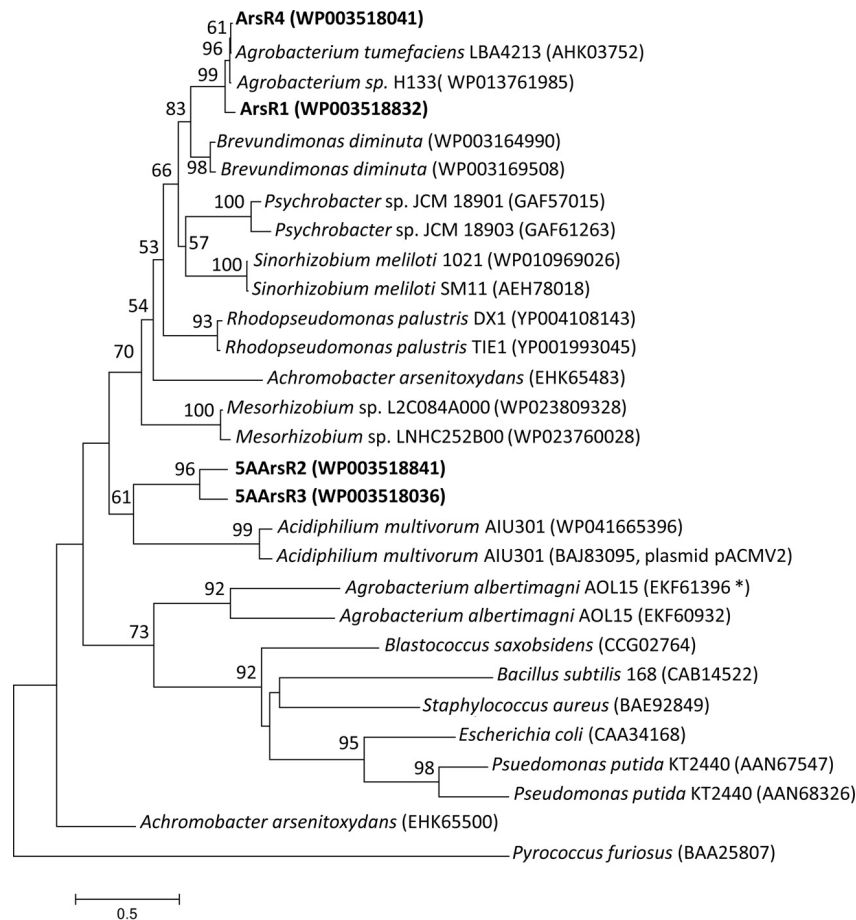 ArsR4 (WP003518041)
61
96
Agrobacterium tumefaciens LBA4213 (AHK03752)
99
Agrobacterium sp. H133( WP013761985)
83
ArsR1 (WP003518832)
Brevundimonas diminuta (WP003164990)
98
Brevundimonas diminuta (WP003169508)
66
100
Psychrobacter sp. JCM 18901 (GAF57015)
Psychrobacter sp. JCM 18903 (GAF61263)
53
57
Sinorhizobium meliloti 1021 (WP010969026)
100
Sinorhizobium meliloti SM11 (AEH78018)
54
93
Rhodopseudomonas palustris DX1 (YP004108143)
Rhodopseudomonas palustris TIE1 (YP001993045)
70
Achromobacter arsenitoxydans (EHK65483)
100
Mesorhizobium sp. L2C084A000 (WP023809328)
Mesorhizobium sp. LNHC252B00 (WP023760028)
96
5AArsR2 (WP003518841)
61
5AArsR3 (WP003518036)
99
Acidiphilium multivorum AIU301 (WP041665396)
Acidiphilium multivorum AIU301 (BAJ83095, plasmid pACMV2)
92
Agrobacterium albertimagni AOL15 (EKF61396 *)
Agrobacterium albertimagni AOL15 (EKF60932)
73
Blastococcus saxobsidens (CCG02764)
92
Bacillus subtilis 168 (CAB14522)
Staphylococcus aureus (BAE92849)
95
Escherichia coli (CAA34168)
98
Psuedomonas putida KT2440 (AAN67547)
Pseudomonas putida KT2440 (AAN68326)
Achromobacter arsenitoxydans (EHK65500)
Pyrococcus furiosus (BAA25807)
0.5